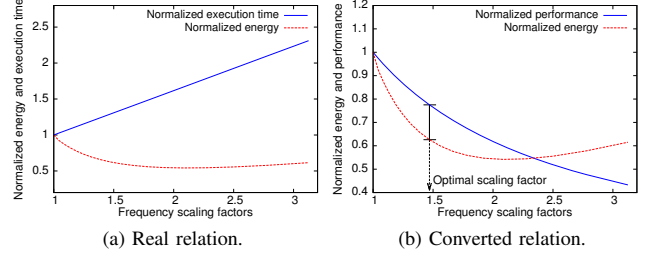 Normalized energy and execution time
Normalized execution time
Normalized energy
2.5
2
1.5
1
0.5
1
1.5
2
2.5
3
Frequency scaling factors
(a) Real relation.
Normalized energy and performance
Normalized performance
Normalized energy
1.2
1.1
1
0.9
0.8
0.7
0.6
0.5
0.4
Optimal scaling factor
1
1.5
2
2.5
3
Frequency scaling factors
(b) Converted relation.